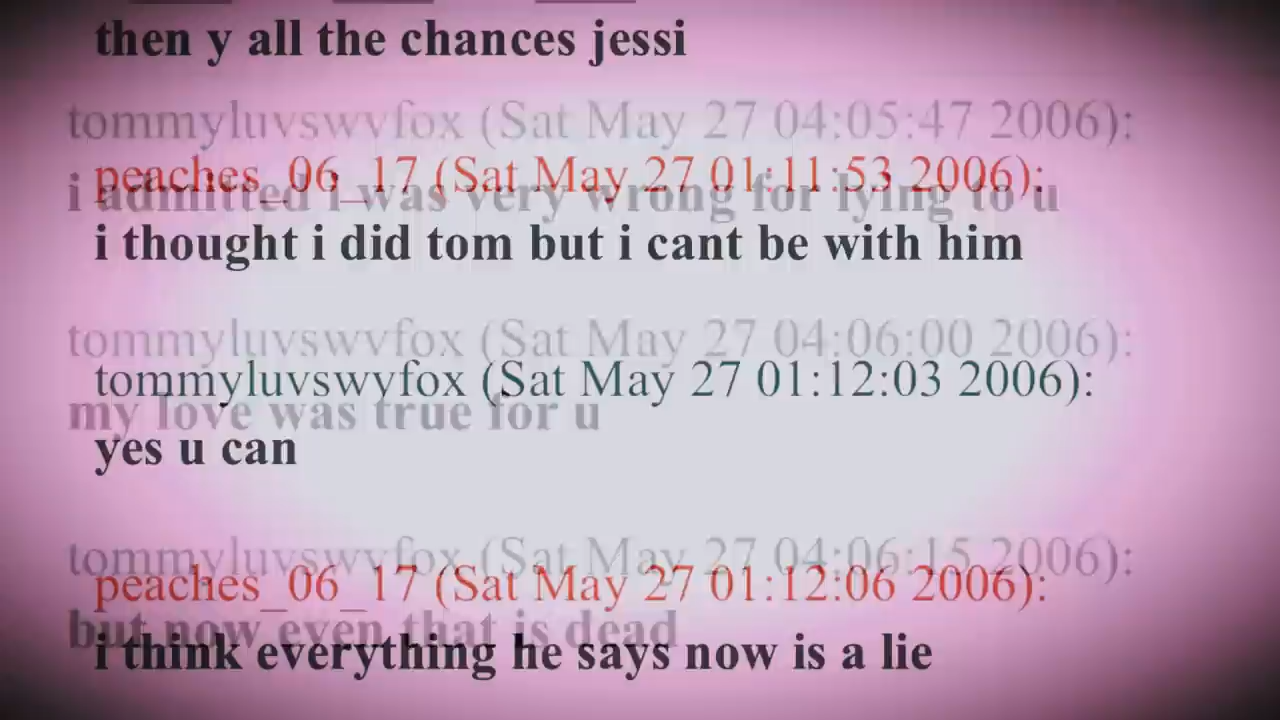 then y all the chances jessi
tommyluvswvfox (Sat May 27 04:05:47 2006):
peaches_06_17 (Sat May 27 01:11:53 2006):
i admitted i was very wrong for lying to u
i thought i did tom but i cant be with him
tommyluvswvfox (Sat May 27 04:06:00 2006):
tommyluvswvfox (Sat May 27 01:12:03 2006):
my love was true for u
yes u can
tommyluvswvfox (Sat May 27 04:06:15 2006):
peaches_06_17 (Sat May 27 01:12:06 2006):
but now even that is dead
i think everything he says now is a lie